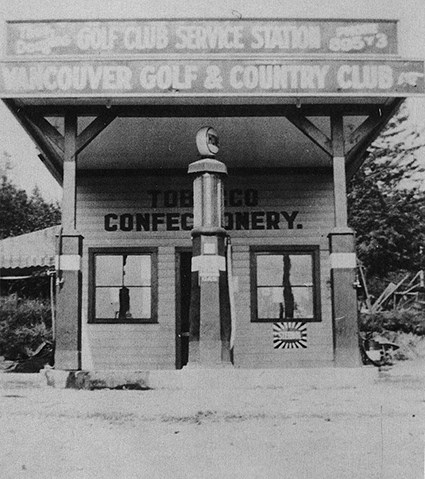 GOLF CLUB SERVICE STATION
VANCOUVER GOLF & COUNTRY CLUB
TOBACCO
CONFECTIONERY.